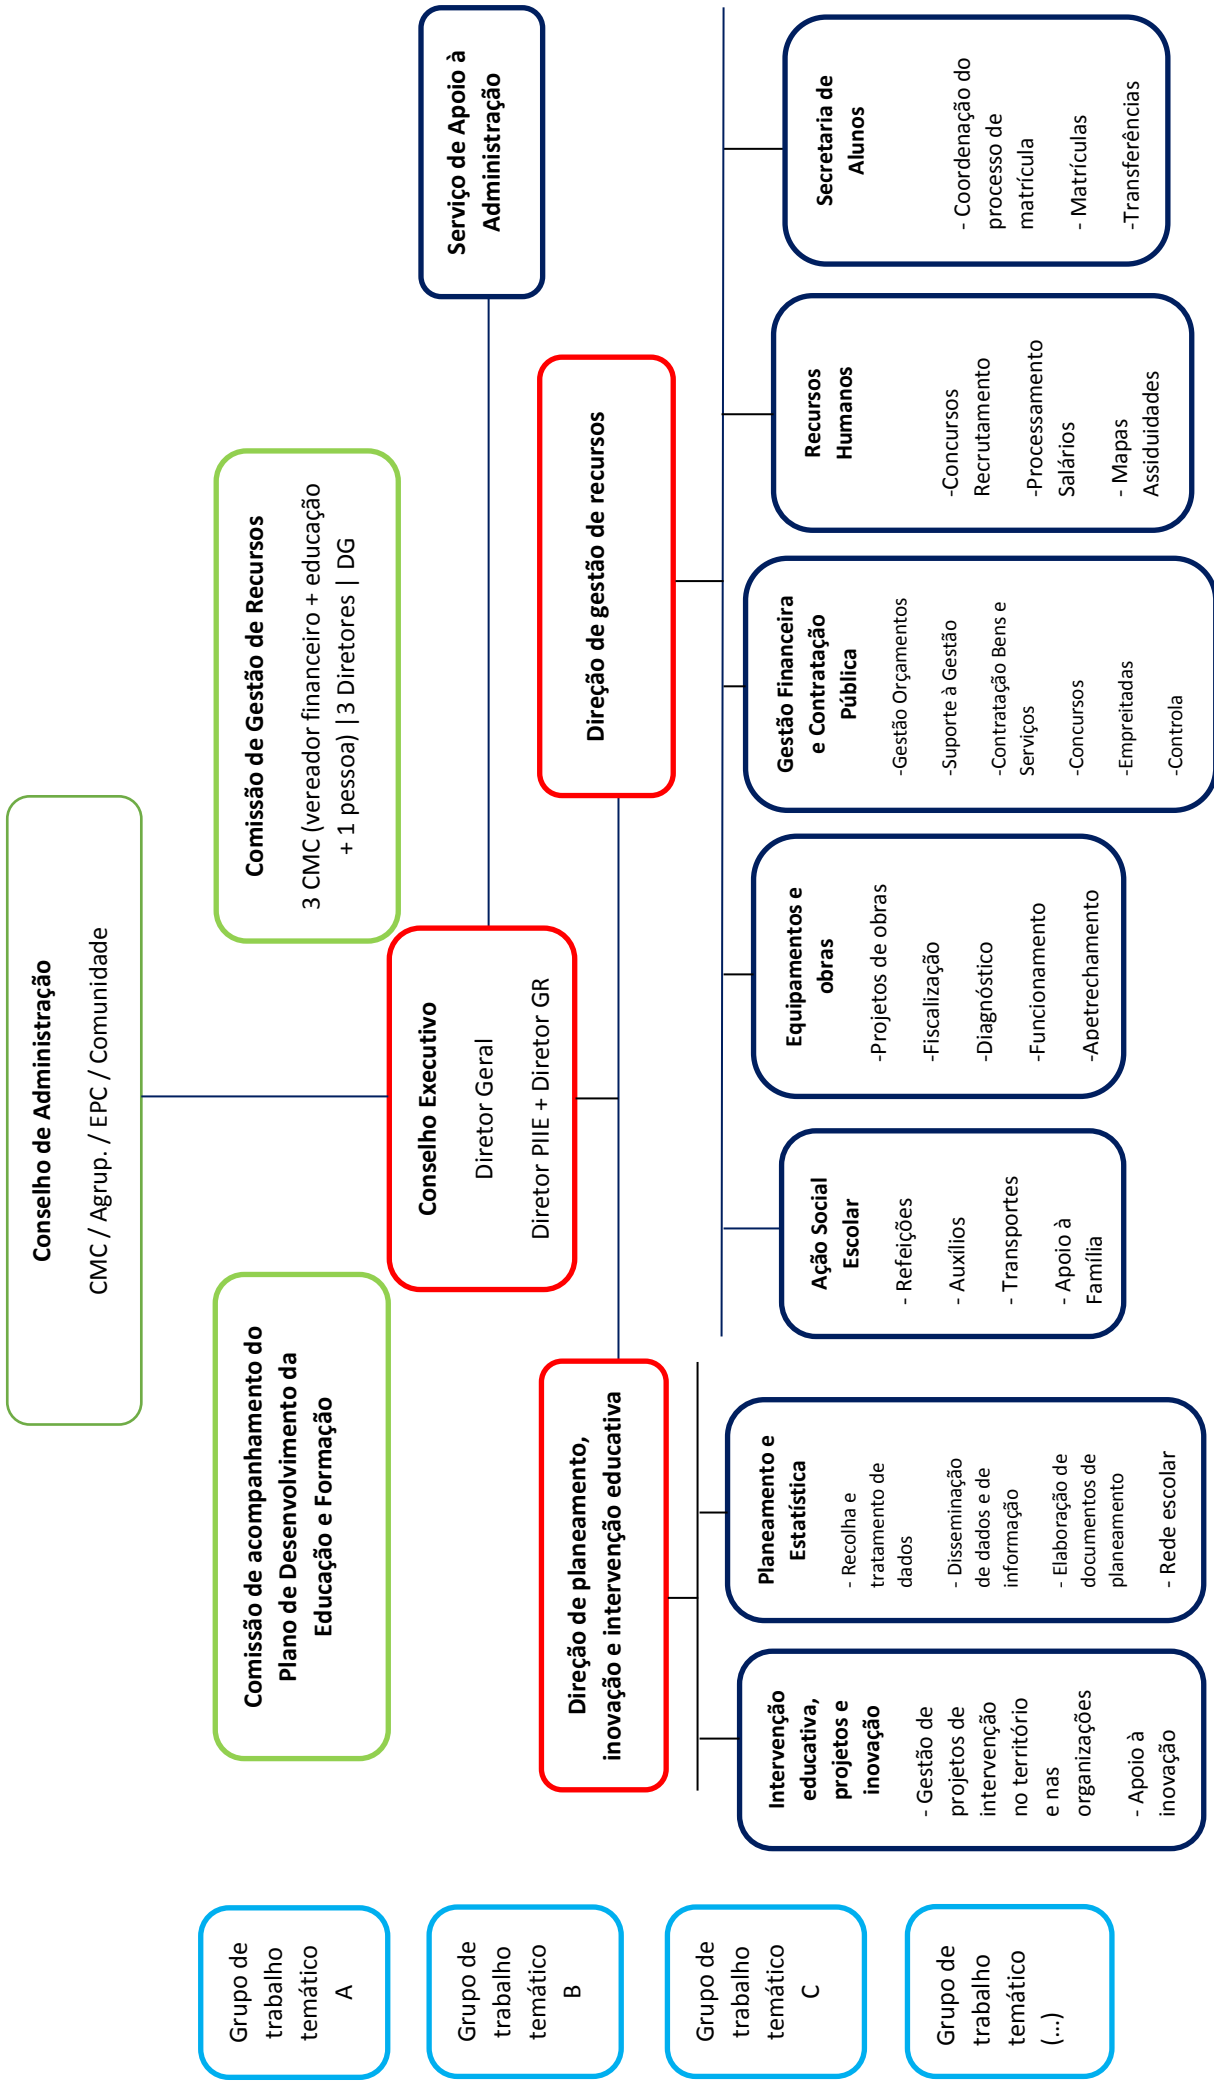 Conselho de Administração
CMC / Agrup. / EPC / Comunidade
Comissão de acompanhamento do
Plano de Desenvolvimento da
Educação e Formação
Comissão de Gestão de Recursos
3 CMC (vereador financeiro + educação
+ 1 pessoa) |3 Diretores | DG
Conselho Executivo
Diretor Geral
Diretor PIIE + Diretor GR
Serviço de Apoio à
Administração
Direção de planeamento,
inovação e intervenção educativa
Direção de gestão de recursos
Grupo de
trabalho
temático
A
Grupo de
trabalho
temático
B
Grupo de
trabalho
temático
C
Grupo de
trabalho
temático
(...)
Intervenção
educativa,
projetos e
inovação
- Gestão de
projetos de
intervenção
no território
e nas
organizações
- Apoio à
inovação
Planeamento e
Estatística
- Recolha e
tratamento de
dados
- Disseminação
de dados e de
informação
- Elaboração de
documentos de
planeamento
- Rede escolar
Ação Social
Escolar
- Refeições
- Auxílios
- Transportes
- Apoio à
Família
Equipamentos e
obras
-Projetos de obras
-Fiscalização
-Diagnóstico
-Funcionamento
-Apetrechamento
Gestão Financeira
e Contratação
Pública
-Gestão Orçamentos
-Suporte à Gestão
-Contratação Bens e
Serviços
-Concursos
-Empreitadas
-Controla
Recursos
Humanos
-Concursos
Recrutamento
-Processamento
Salários
- Mapas
Assiduidades
Secretaria de
Alunos
- Coordenação do
processo de
matrícula
- Matrículas
-Transferências